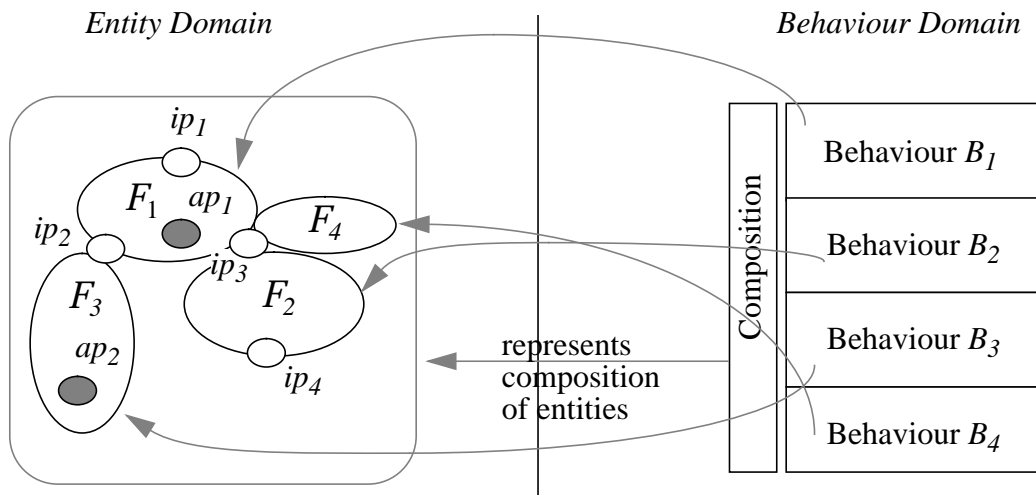 Entity Domain
Behaviour Domain
ip1
F1
ap1
F4
ip2
ip3
F3
F2
ap2
ip4
represents
composition
of entities
Composition
Behaviour B1
Behaviour B2
Behaviour B3
Behaviour B4